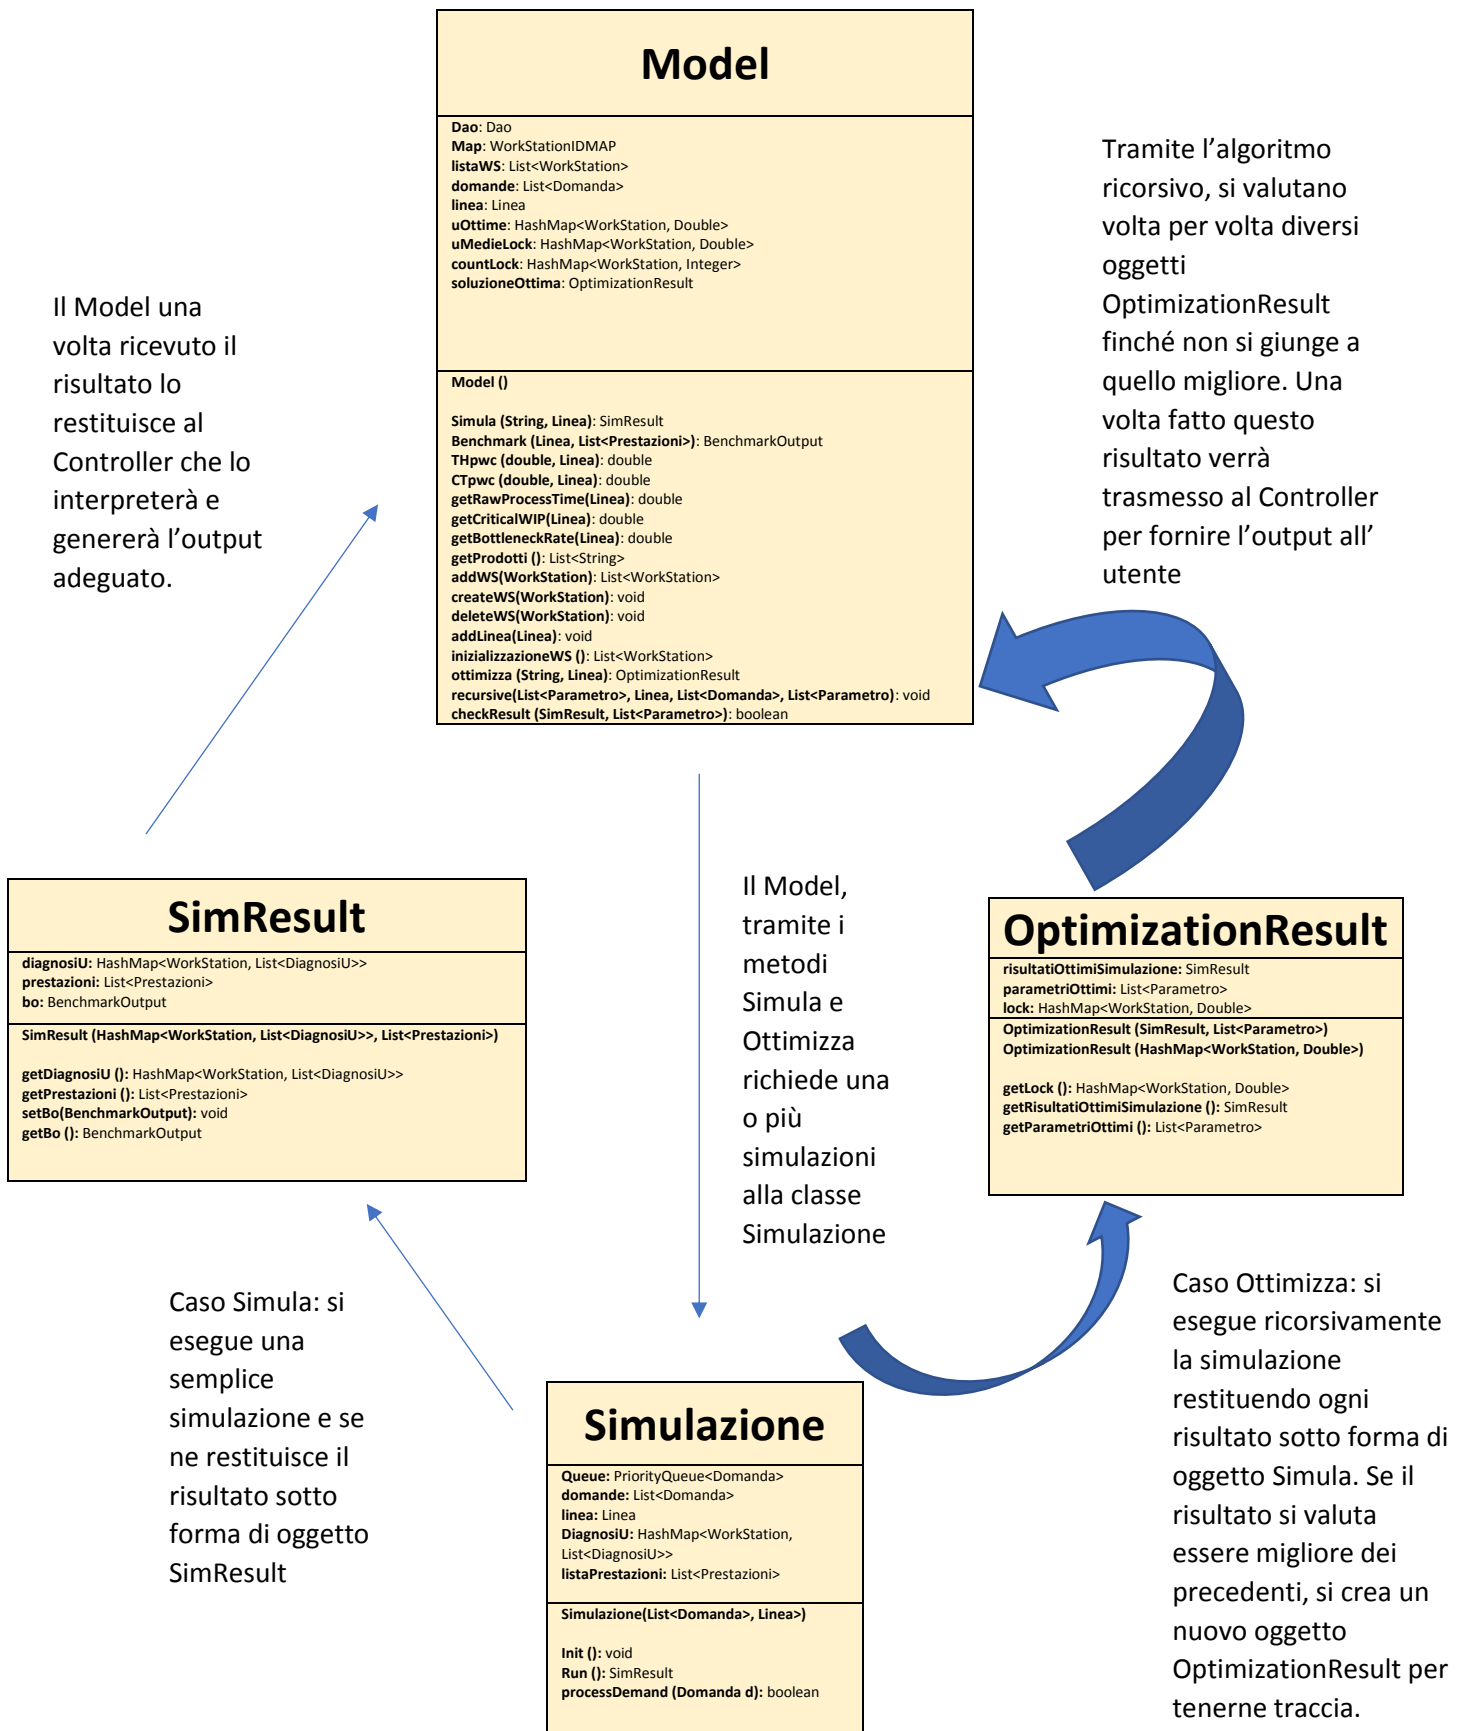 Model
Dao: Dao
Map: WorkStationIDMAP
listaWS: List<WorkStation>
domande: List<Domanda>
linea: Linea
uOttime: HashMap<WorkStation, Double>
uMedieLock: HashMap<WorkStation, Double>
countLock: HashMap<WorkStation, Integer>
soluzioneOttima: OptimizationResult
Model ()
Simula (String, Linea): SimResult
Benchmark (Linea, List<Prestazioni>): BenchmarkOutput
THpwc (double, Linea): double
CTpwc (double, Linea): double
getRawProcessTime(Linea): double
getCriticalWIP(Linea): double
getBottleneckRate(Linea): double
getProdotti (): List<String>
addWS(WorkStation): List<WorkStation>
createWS(WorkStation): void
deleteWS(WorkStation): void
addLinea(Linea): void
inizializzazioneWS (): List<WorkStation>
ottimizza (String, Linea): OptimizationResult
recursive(List<Parametro>, Linea, List<Domanda>, List<Parametro): void
checkResult (SimResult, List<Parametro>): boolean
Il Model una
volta ricevuto il
risultato lo
restituisce al
Controller che lo
interpreterà e
genererà l’output
adeguato.
Tramite l’algoritmo
ricorsivo, si valutano
volta per volta diversi
oggetti
OptimizationResult
finché non si giunge a
quello migliore. Una
volta fatto questo
risultato verrà
trasmesso al Controller
per fornire l’output all’
utente
SimResult
diagnosiU: HashMap<WorkStation, List<DiagnosiU>>
prestazioni: List<Prestazioni>
bo: BenchmarkOutput
SimResult (HashMap<WorkStation, List<DiagnosiU>>, List<Prestazioni>)
getDiagnosiU (): HashMap<WorkStation, List<DiagnosiU>>
getPrestazioni (): List<Prestazioni>
setBo(BenchmarkOutput): void
getBo (): BenchmarkOutput
Il Model,
tramite i
metodi
Simula e
Ottimizza
richiede una
o più
simulazioni
alla classe
Simulazione
OptimizationResult
risultatiOttimiSimulazione: SimResult
parametriOttimi: List<Parametro>
lock: HashMap<WorkStation, Double>
OptimizationResult (SimResult, List<Parametro>)
OptimizationResult (HashMap<WorkStation, Double>)
getLock (): HashMap<WorkStation, Double>
getRisultatiOttimiSimulazione (): SimResult
getParametriOttimi (): List<Parametro>
Caso Simula: si
esegue una
semplice
simulazione e se
ne restituisce il
risultato sotto
forma di oggetto
SimResult
Simulazione
Queue: PriorityQueue<Domanda>
domande: List<Domanda>
linea: Linea
DiagnosiU: HashMap<WorkStation,
List<DiagnosiU>>
listaPrestazioni: List<Prestazioni>
Simulazione(List<Domanda>, Linea>)
Init (): void
Run (): SimResult
processDemand (Domanda d): boolean
Caso Ottimizza: si
esegue ricorsivamente
la simulazione
restituendo ogni
risultato sotto forma di
oggetto Simula. Se il
risultato si valuta
essere migliore dei
precedenti, si crea un
nuovo oggetto
OptimizationResult per
tenerne traccia.